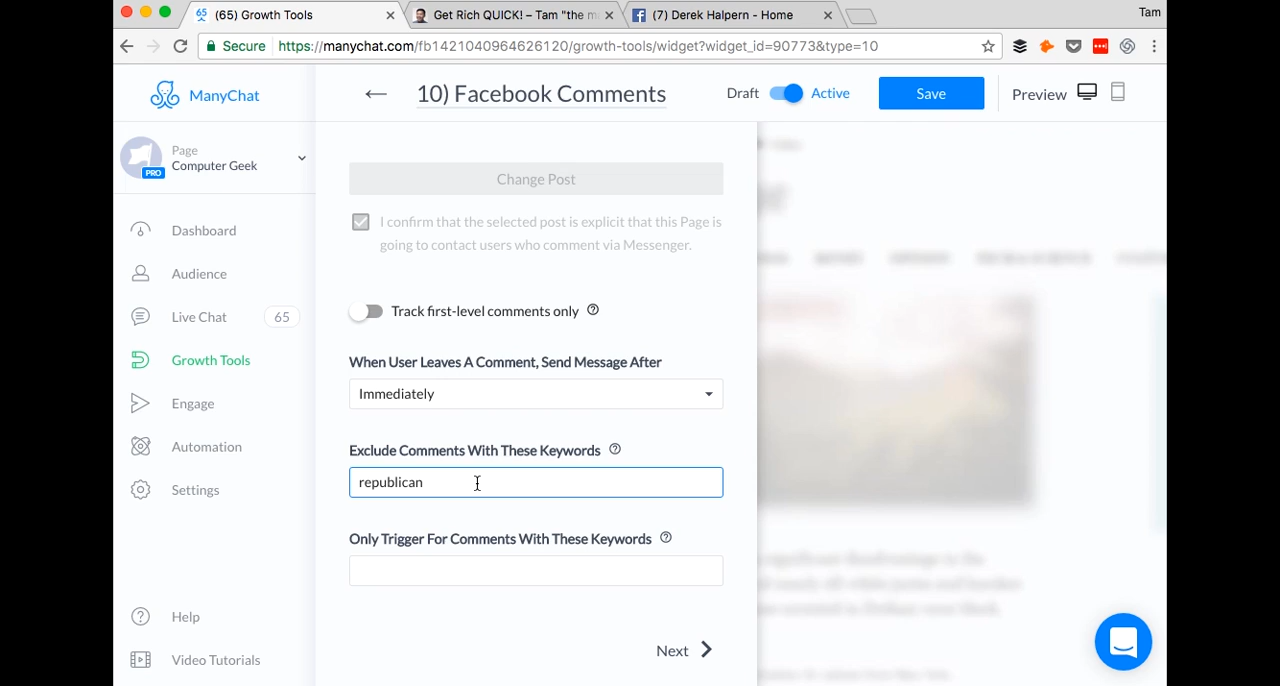 (65) Growth Tools
Get Rich QUICK! – Tam "the m
(7) Derek Halpern - Home
Tam
Secure https://manychat.com/fb1421040964626120/growth-tools/widget?widget_id=90773&type=10
ManyChat
10) Facebook Comments
Draft
Active
Save
Preview
Page
Computer Geek
PRO
Dashboard
Audience
Live Chat 65
Growth Tools
Engage
Automation
Settings
Help
Video Tutorials
Change Post
I confirm that the selected post is explicit that this Page is
going to contact users who comment via Messenger.
Track first-level comments only
When User Leaves A Comment, Send Message After
Immediately
Exclude Comments With These Keywords
republican
Only Trigger For Comments With These Keywords
Next